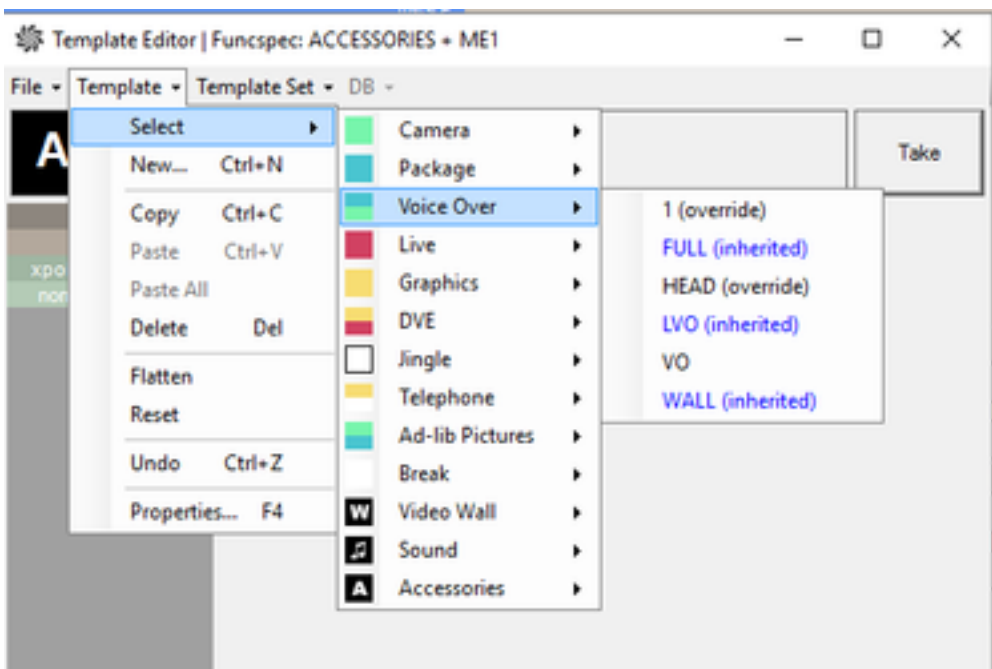 Template Editor | Funcspec: ACCESSORIES + ME1
File Template Template Set DB
A
Take
xpo
non
Select
New... Ctrl+N
Copy Ctrl+C
Paste Ctrl+V
Paste All
Delete Del
Flatten
Reset
Undo Ctrl+Z
Properties... F4
Camera
Package
Voice Over
Live
Graphics
DVE
Jingle
Telephone
Ad-lib Pictures
Break
W Video Wall
Sound
A Accessories
1 (override)
FULL (inherited)
HEAD (override)
LVO (inherited)
VO
WALL (inherited)